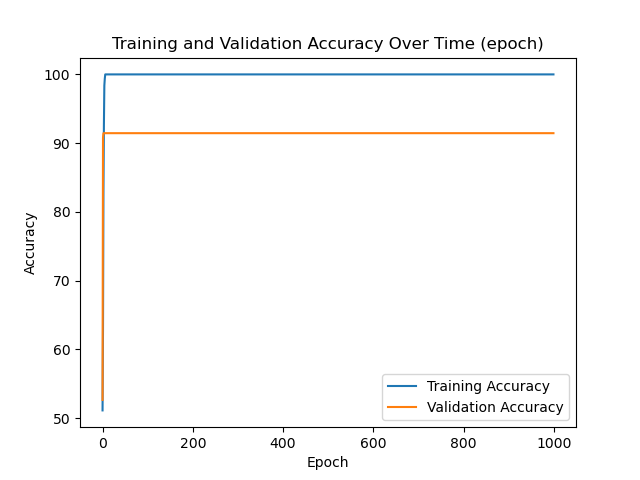 Training and Validation Accuracy Over Time (epoch)
100
90
80
70
60
50
Accuracy
0 200 400 600 800 1000
Epoch
Training Accuracy
Validation Accuracy